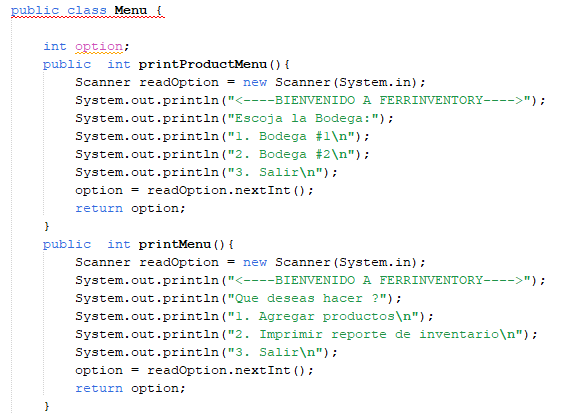 public class Menu {
int option;
public  int printProductMenu(){
Scanner readOption = new Scanner(System.in);
System.out.println("<----BIENVENIDO A FERRINVENTORY---->");
System.out.println("Escoja la Bodega:");
System.out.println("1. Bodega #1\n");
System.out.println("2. Bodega #2\n");
System.out.println("3. Salir\n");
option = readOption.nextInt();
return option;
}
public  int printMenu(){
Scanner readOption = new Scanner(System.in);
System.out.println("<----BIENVENIDO A FERRINVENTORY---->");
System.out.println("Que deseas hacer ?");
System.out.println("1. Agregar productos\n");
System.out.println("2. Imprimir reporte de inventario\n");
System.out.println("3. Salir\n");
option = readOption.nextInt();
return option;
}